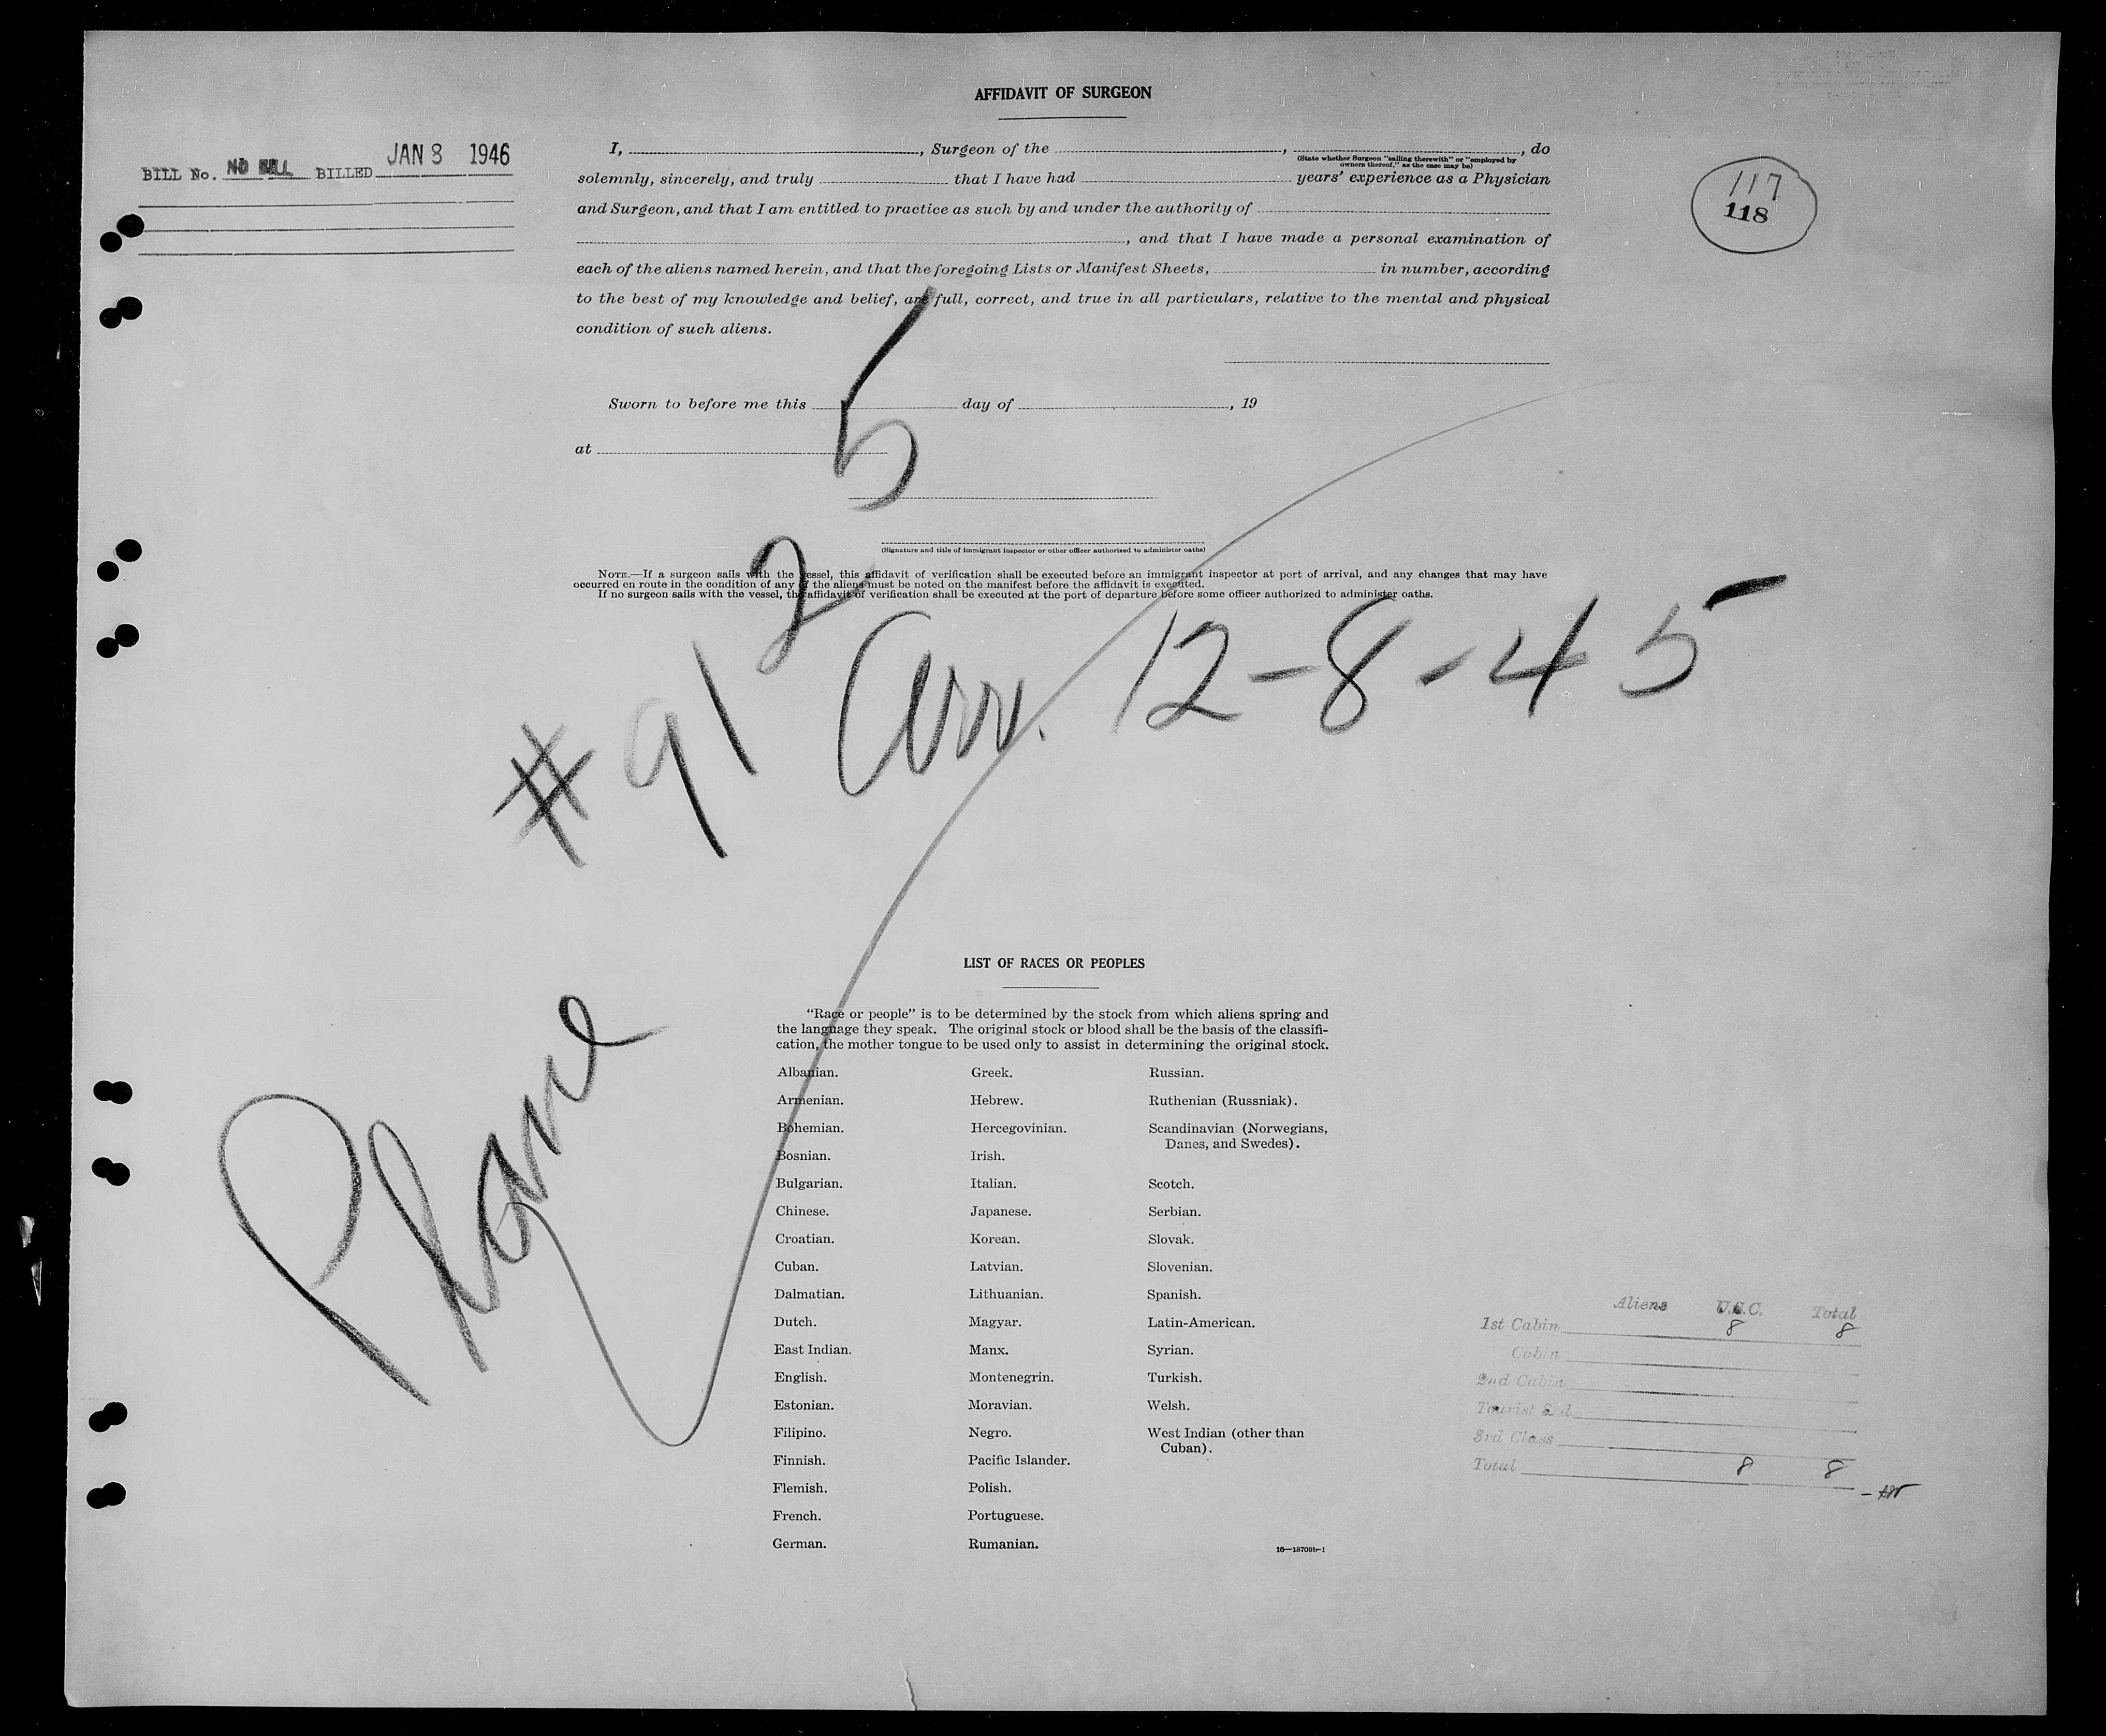 AFFIDAVIT OF SURGEON
BILL No. NO BILL BILLED JAN 8 1946
117
118
I, , Surgeon of the , , do
(State whether Surgeon "sailing therewith" or "employed by
owners thereof," as the case may be)
solemnly, sincerely, and truly that I have had years' experience as a Physician
and Surgeon, and that I am entitled to practice as such by and under the authority of
, and that I have made a personal examination of
each of the aliens named herein, and that the foregoing Lists or Manifest Sheets, in number, according
to the best of my knowledge and belief, are full, correct, and true in all particulars, relative to the mental and physical
condition of such aliens.
Sworn to before me this day of , 19
at
(Signature and title of immigrant inspector or other officer authorized to administer oaths)
NOTE.—If a surgeon sails with the vessel, this affidavit of verification shall be executed before an immigrant inspector at port of arrival, and any changes that may have
occurred en route in the condition of any of the aliens must be noted on the manifest before the affidavit is executed.
If no surgeon sails with the vessel, the affidavit of verification shall be executed at the port of departure before some officer authorized to administer oaths.
#9125
Arr. 12-8-45
Plane
LIST OF RACES OR PEOPLES
"Race or people" is to be determined by the stock from which aliens spring and
the language they speak. The original stock or blood shall be the basis of the classifi-
cation, the mother tongue to be used only to assist in determining the original stock.
Albanian.
Armenian.
Bohemian.
Bosnian.
Bulgarian.
Chinese.
Croatian.
Cuban.
Dalmatian.
Dutch.
East Indian.
English.
Estonian.
Filipino.
Finnish.
Flemish.
French.
German.
Greek.
Hebrew.
Hercegovinian.
Irish.
Italian.
Japanese.
Korean.
Latvian.
Lithuanian.
Magyar.
Manx.
Montenegrin.
Moravian.
Negro.
Pacific Islander.
Polish.
Portuguese.
Rumanian.
Russian.
Ruthenian (Russniak).
Scandinavian (Norwegians,
Danes, and Swedes).
Scotch.
Serbian.
Slovak.
Slovenian.
Spanish.
Latin-American.
Syrian.
Turkish.
Welsh.
West Indian (other than
Cuban).
16—18709b-1
Aliens U.S.C. Total
1st Cabin 8 8
Cabin
2nd Cabin
Tourist 3rd
3rd Class
Total 8 8